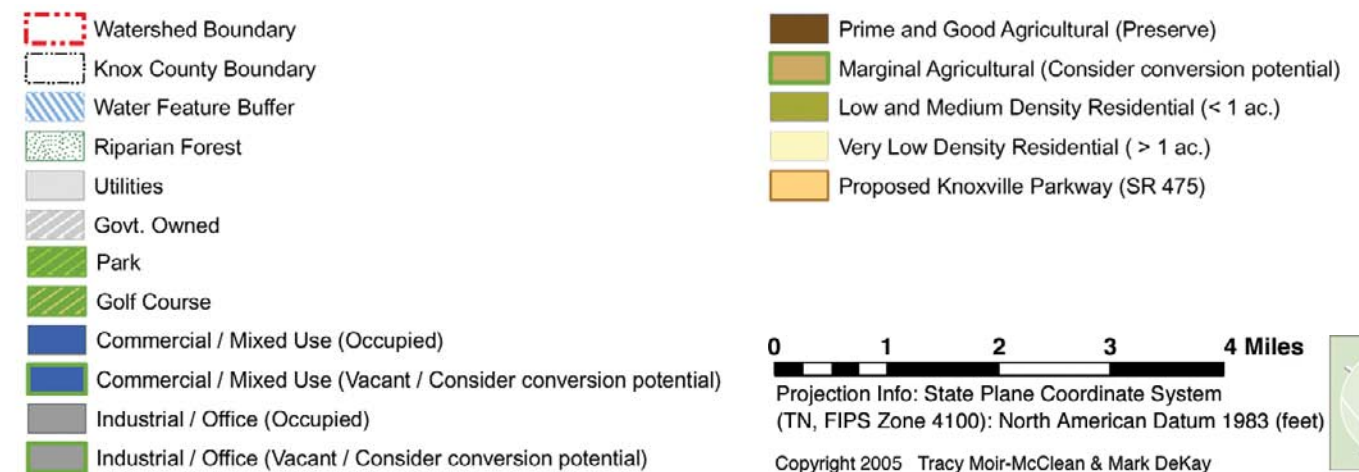 Watershed Boundary
Knox County Boundary
Water Feature Buffer
Riparian Forest
Utilities
Govt. Owned
Park
Golf Course
Commercial / Mixed Use (Occupied)
Commercial / Mixed Use (Vacant / Consider conversion potential)
Industrial / Office (Occupied)
Industrial / Office (Vacant / Consider conversion potential)
Prime and Good Agricultural (Preserve)
Marginal Agricultural (Consider conversion potential)
Low and Medium Density Residential (< 1 ac.)
Very Low Density Residential ( > 1 ac.)
Proposed Knoxville Parkway (SR 475)
0 1 2 3 4 Miles
Projection Info: State Plane Coordinate System
(TN, FIPS Zone 4100): North American Datum 1983 (feet)
Copyright 2005 Tracy Moir-McClean & Mark DeKay